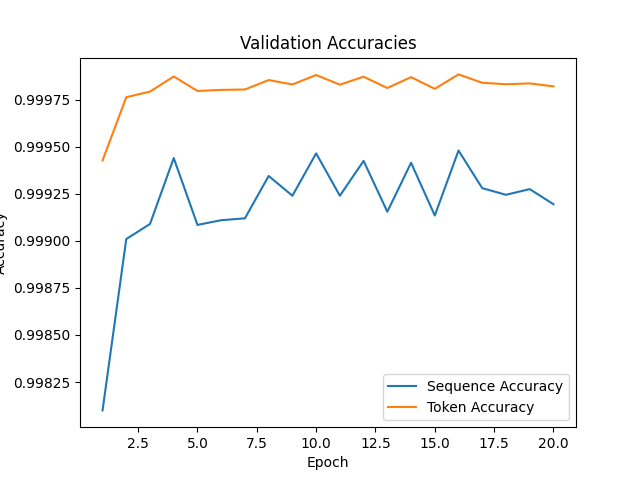 Validation Accuracies
Accuracy
0.99975
0.99950
0.99925
0.99900
0.99875
0.99850
0.99825
2.5 5.0 7.5 10.0 12.5 15.0 17.5 20.0
Epoch
Sequence Accuracy
Token Accuracy